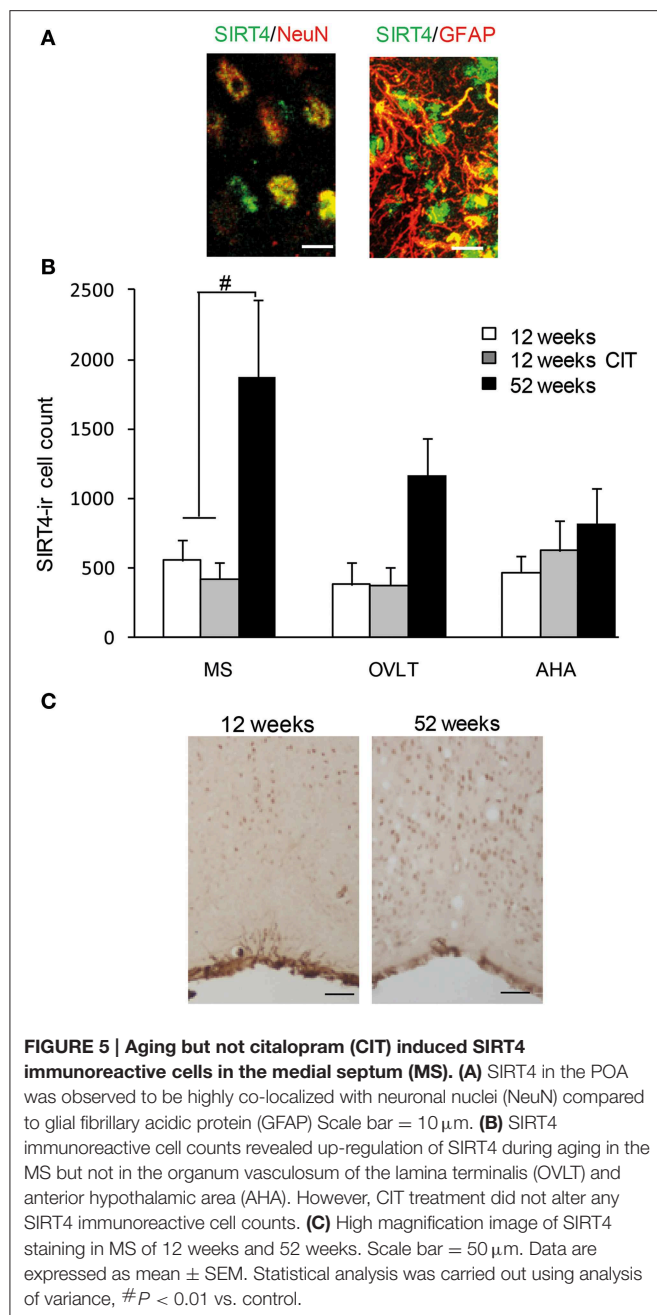 A
SIRT4/NeuN
SIRT4/GFAP
B
2500
2000
1500
1000
500
0
SIRT4-ir cell count
#
12 weeks
12 weeks CIT
52 weeks
MS
OVLT
AHA
C
12 weeks
52 weeks
FIGURE 5 | Aging but not citalopram (CIT) induced SIRT4
immunoreactive cells in the medial septum (MS). (A) SIRT4 in the POA
was observed to be highly co-localized with neuronal nuclei (NeuN) compared
to glial fibrillary acidic protein (GFAP) Scale bar = 10 μm. (B) SIRT4
immunoreactive cell counts revealed up-regulation of SIRT4 during aging in the
MS but not in the organum vasculosum of the lamina terminalis (OVLT) and
anterior hypothalamic area (AHA). However, CIT treatment did not alter any
SIRT4 immunoreactive cell counts. (C) High magnification image of SIRT4
staining in MS of 12 weeks and 52 weeks. Scale bar = 50 μm. Data are
expressed as mean ± SEM. Statistical analysis was carried out using analysis
of variance, #P < 0.01 vs. control.